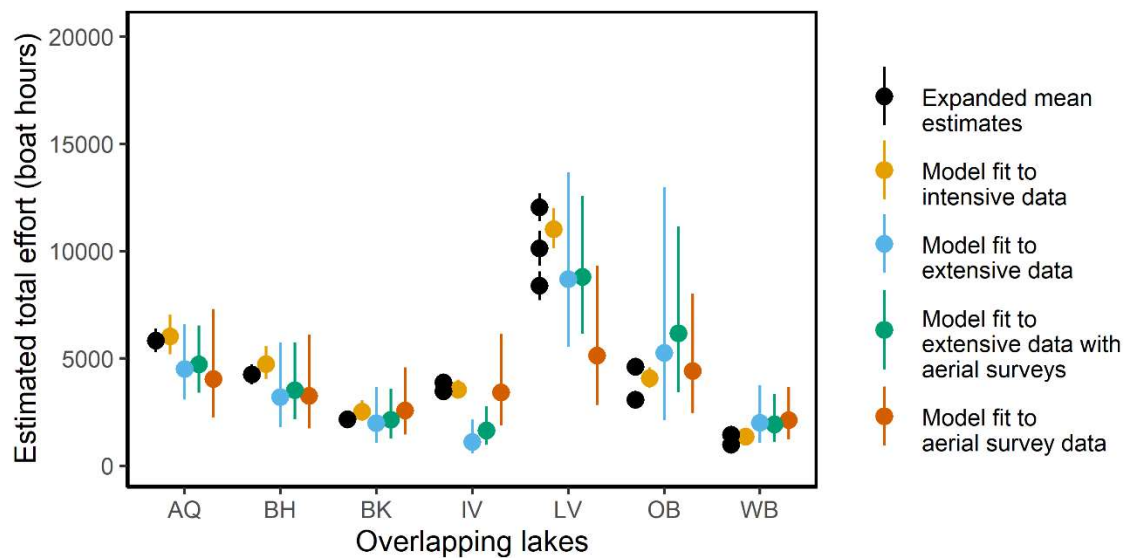 Estimated total effort (boat hours)
20000
15000
10000
5000
0
AQ BH BK IV LV OB WB
Overlapping lakes
Expanded mean
estimates
Model fit to
intensive data
Model fit to
extensive data
Model fit to
extensive data with
aerial surveys
Model fit to
aerial survey data